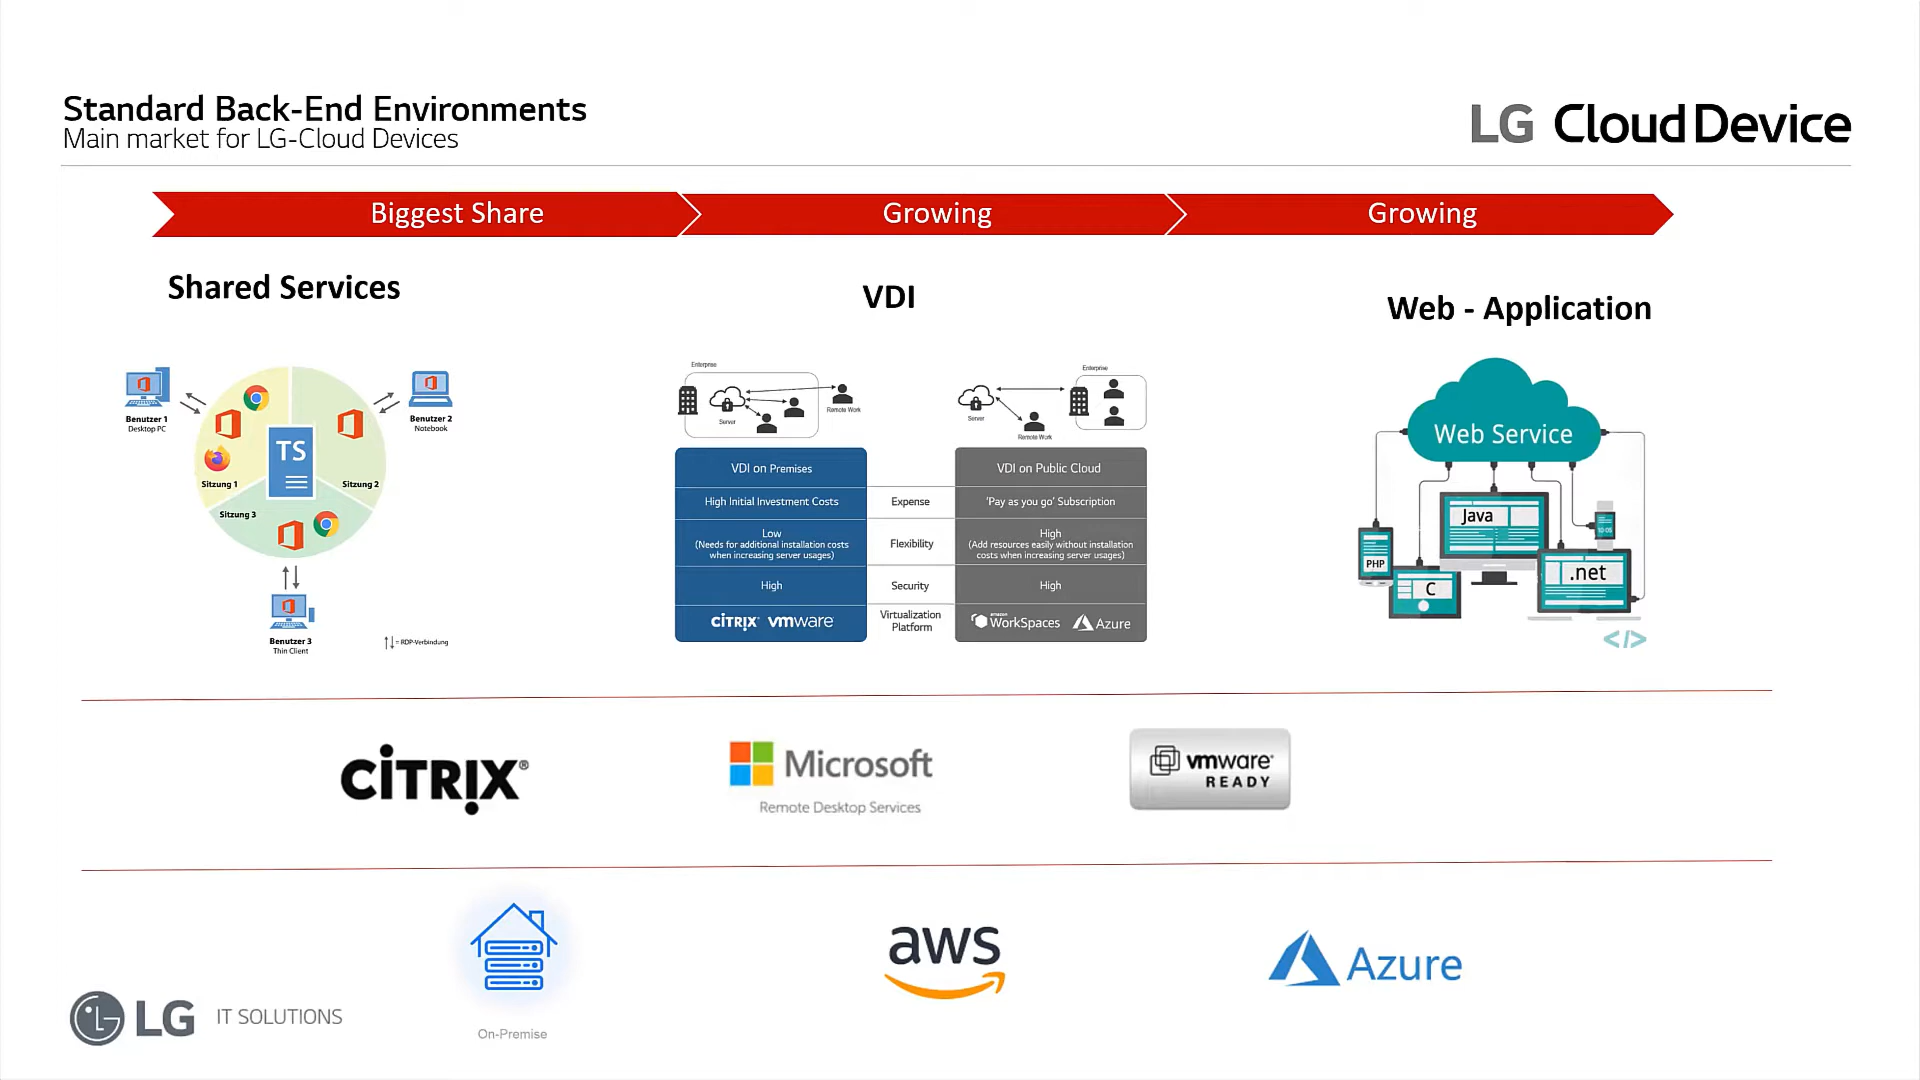 Standard Back-End Environments
Main market for LG-Cloud Devices
LG Cloud Device
Biggest Share
Growing
Growing
Shared Services
VDI
Web - Application
Benutzer 1
Desktop PC
Benutzer 2
Notebook
TS
Sitzung 1
Sitzung 2
Sitzung 3
Benutzer 3
Thin Client
= RDP-Verbindung
Enterprise
Server
Remote Work
Enterprise
Server
Remote Work
VDI on Premises
VDI on Public Cloud
High Initial Investment Costs
Expense
'Pay as you go' Subscription
Low
(Needs for additional installation costs
when increasing server usages)
Flexibility
High
(Add resources easily without installation
costs when increasing server usages)
High
Security
High
CITRIX vmware
Virtualization
Platform
amazon
WorkSpaces
Azure
Web Service
Java
PHP
C
.net
10:05
</>
CITRIX®
Microsoft
Remote Desktop Services
vmware®
READY
On-Premise
aws
Azure
LG IT SOLUTIONS